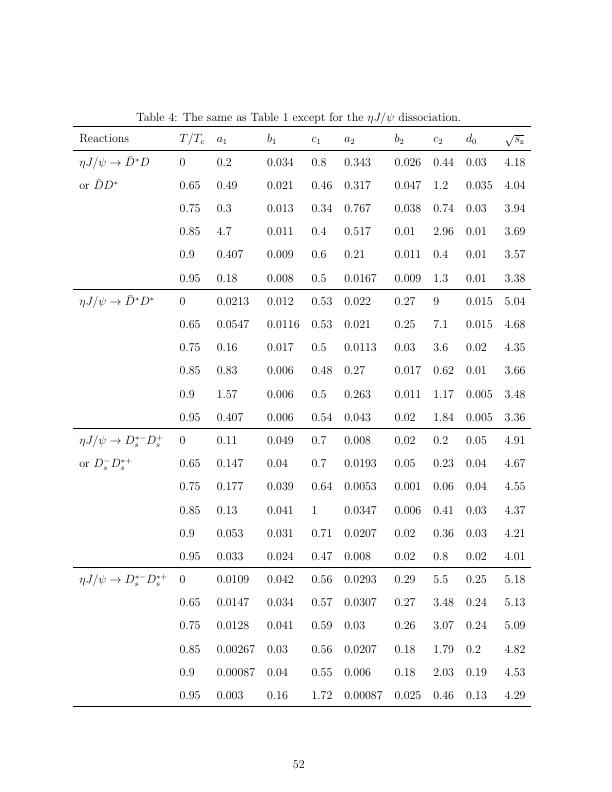 Table 4: The same as Table 1 except for the ηJ/ψ dissociation.
Reactions T/T_c a_1 b_1 c_1 a_2 b_2 c_2 d_0 √s_z
ηJ/ψ → D̄*D 0 0.2 0.034 0.8 0.343 0.026 0.44 0.03 4.18
or D̄D* 0.65 0.49 0.021 0.46 0.317 0.047 1.2 0.035 4.04
0.75 0.3 0.013 0.34 0.767 0.038 0.74 0.03 3.94
0.85 4.7 0.011 0.4 0.517 0.01 2.96 0.01 3.69
0.9 0.407 0.009 0.6 0.21 0.011 0.4 0.01 3.57
0.95 0.18 0.008 0.5 0.0167 0.009 1.3 0.01 3.38
ηJ/ψ → D̄*D* 0 0.0213 0.012 0.53 0.022 0.27 9 0.015 5.04
0.65 0.0547 0.0116 0.53 0.021 0.25 7.1 0.015 4.68
0.75 0.16 0.017 0.5 0.0113 0.03 3.6 0.02 4.35
0.85 0.83 0.006 0.48 0.27 0.017 0.62 0.01 3.66
0.9 1.57 0.006 0.5 0.263 0.011 1.17 0.005 3.48
0.95 0.407 0.006 0.54 0.043 0.02 1.84 0.005 3.36
ηJ/ψ → D_s^{*−}D_s^+ 0 0.11 0.049 0.7 0.008 0.02 0.2 0.05 4.91
or D_s^−D_s^{*+} 0.65 0.147 0.04 0.7 0.0193 0.05 0.23 0.04 4.67
0.75 0.177 0.039 0.64 0.0053 0.001 0.06 0.04 4.55
0.85 0.13 0.041 1 0.0347 0.006 0.41 0.03 4.37
0.9 0.053 0.031 0.71 0.0207 0.02 0.36 0.03 4.21
0.95 0.033 0.024 0.47 0.008 0.02 0.8 0.02 4.01
ηJ/ψ → D_s^{*−}D_s^{*+} 0 0.0109 0.042 0.56 0.0293 0.29 5.5 0.25 5.18
0.65 0.0147 0.034 0.57 0.0307 0.27 3.48 0.24 5.13
0.75 0.0128 0.041 0.59 0.03 0.26 3.07 0.24 5.09
0.85 0.00267 0.03 0.56 0.0207 0.18 1.79 0.2 4.82
0.9 0.00087 0.04 0.55 0.006 0.18 2.03 0.19 4.53
0.95 0.003 0.16 1.72 0.00087 0.025 0.46 0.13 4.29
52